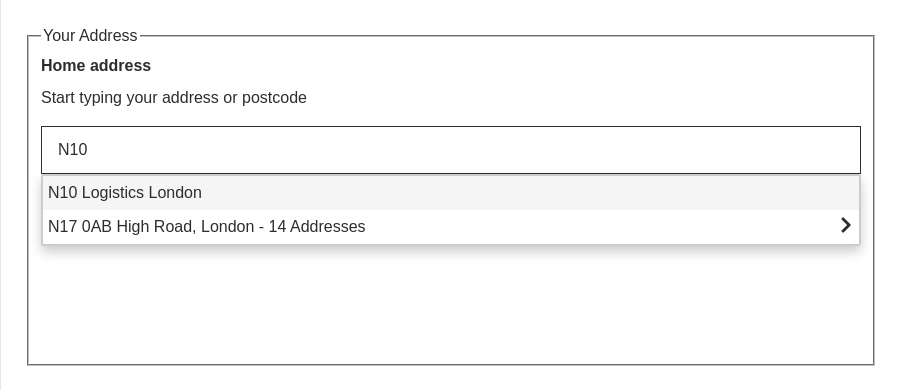 Your Address
Home address
Start typing your address or postcode
N10
N10 Logistics London
N17 0AB High Road, London - 14 Addresses